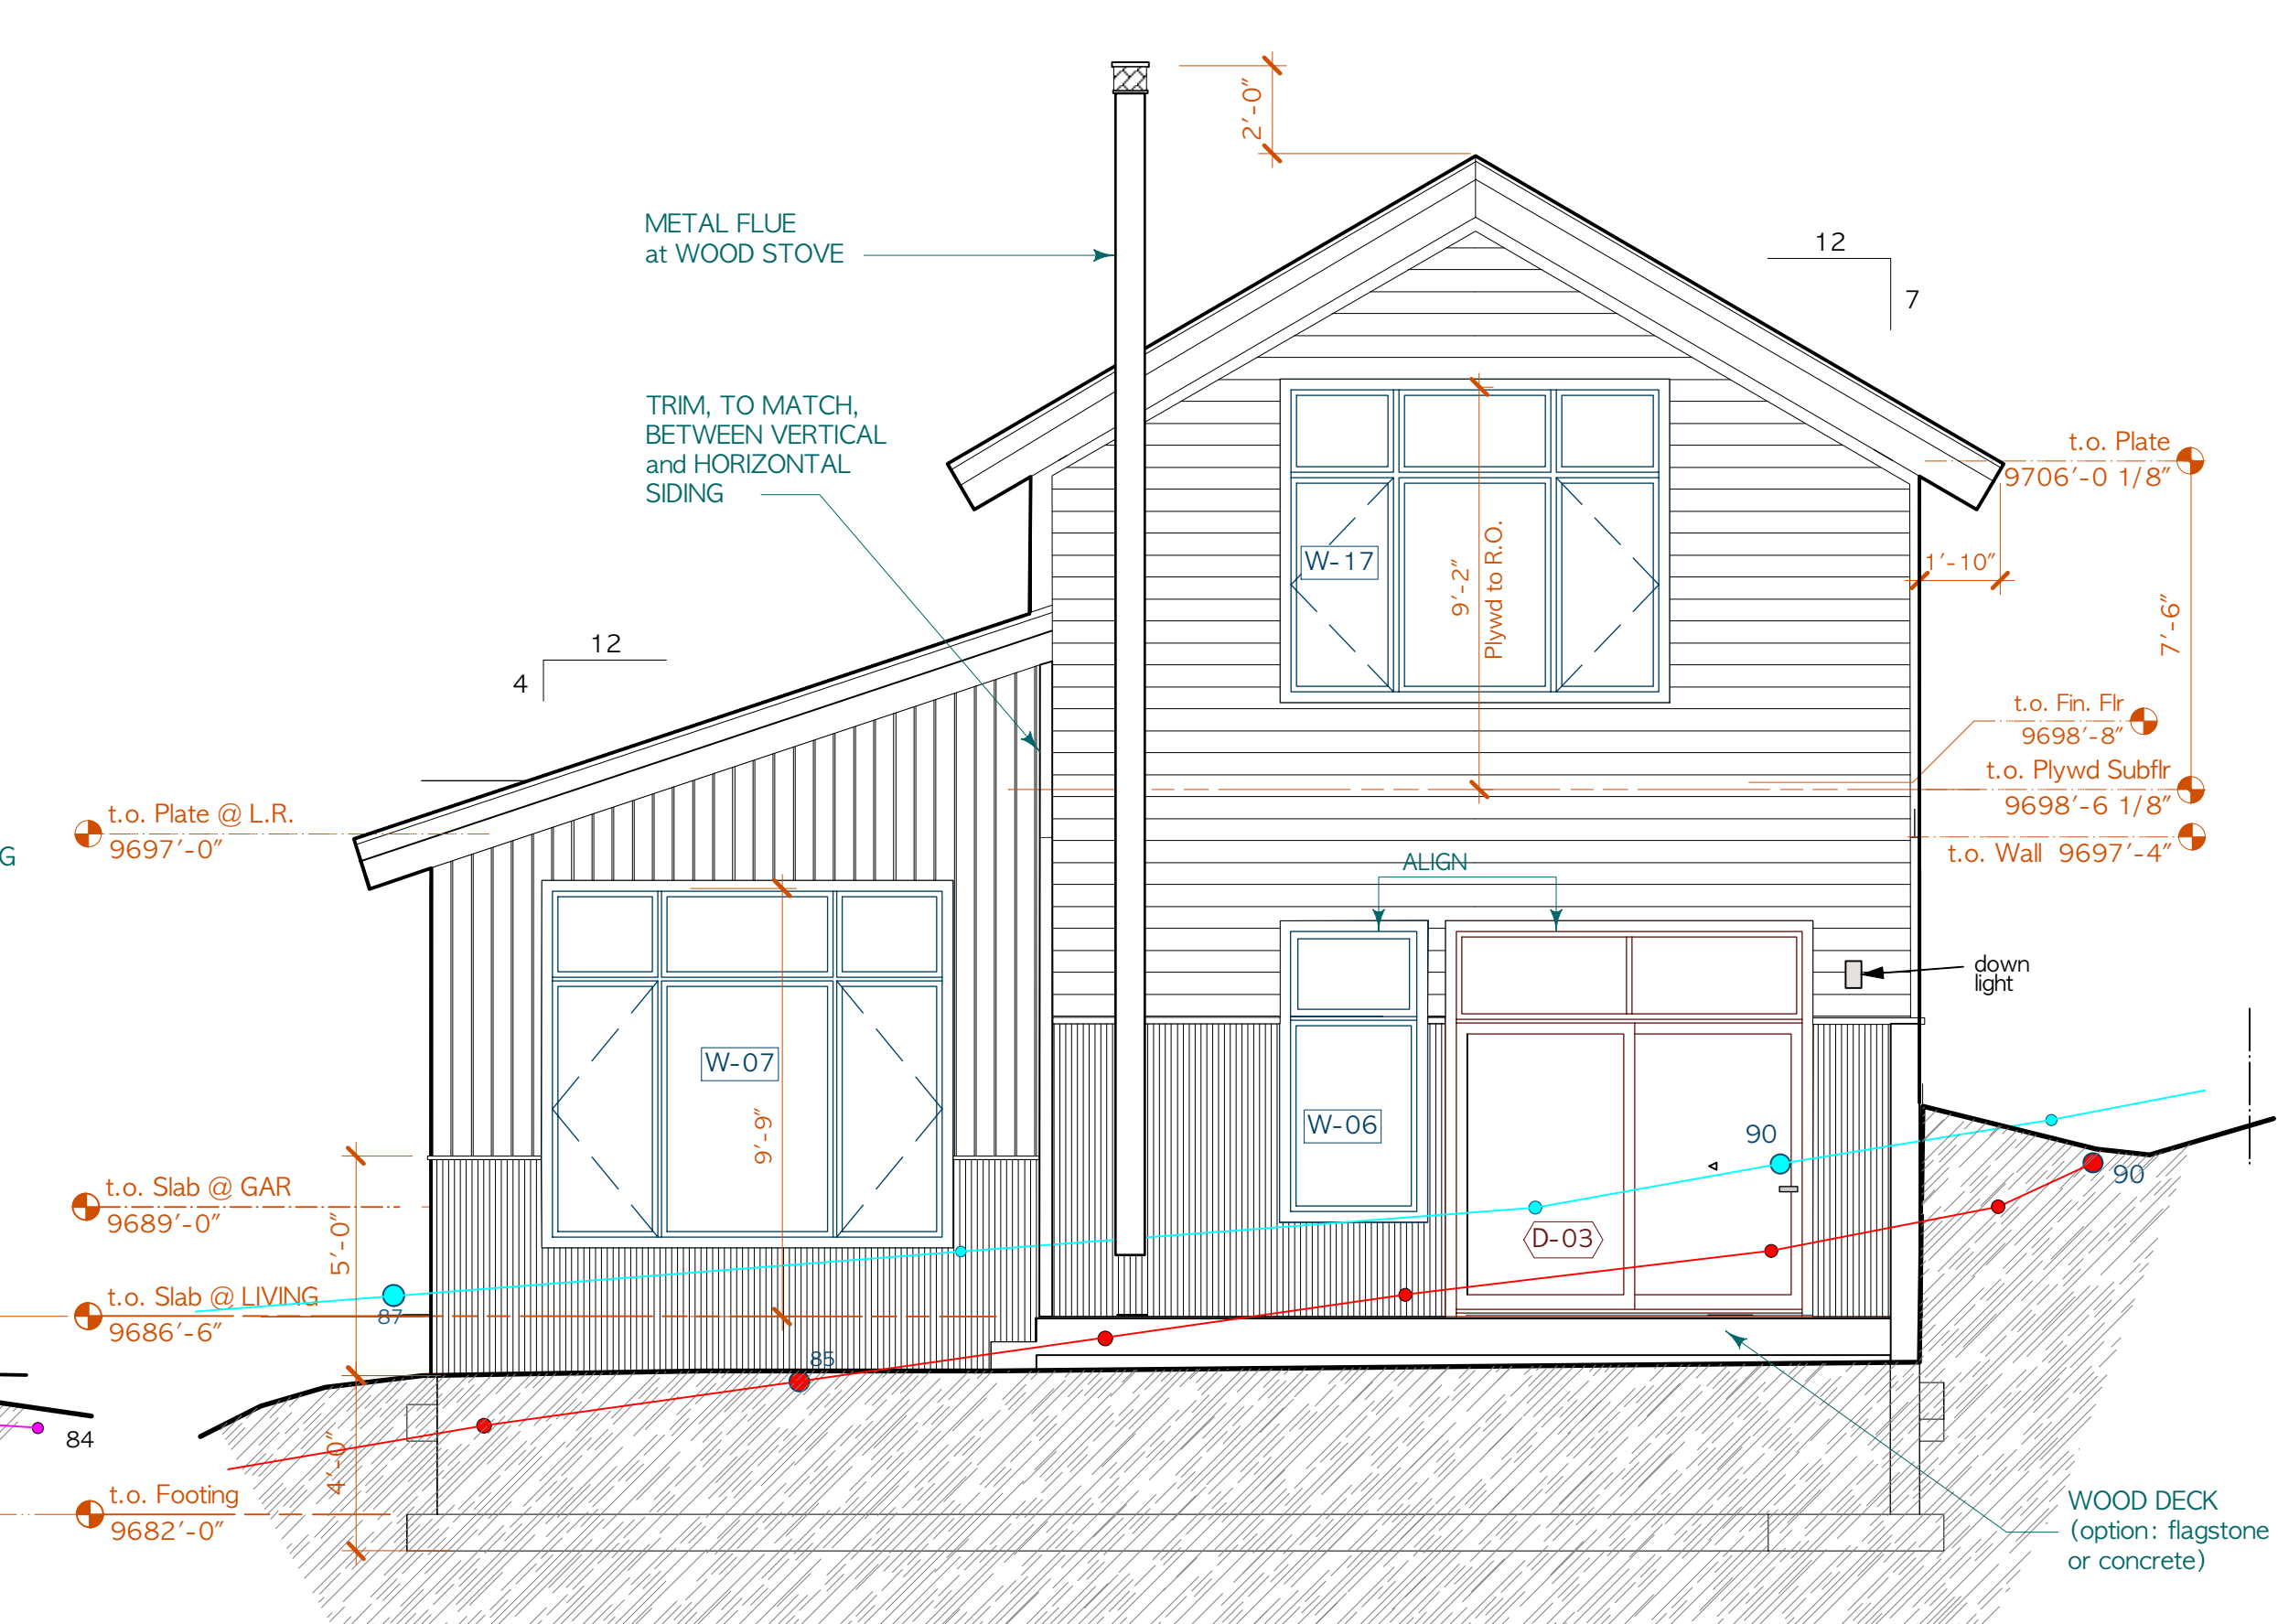 2′-0″
METAL FLUE
at WOOD STOVE
12
7
TRIM, TO MATCH,
BETWEEN VERTICAL
and HORIZONTAL
SIDING
t.o. Plate
9706′-0 1/8″
W-17
9′-2″
Plywd to R.O.
1′-10″
7′-6″
12
4
t.o. Fin. Flr
9698′-8″
t.o. Plywd Subflr
9698′-6 1/8″
t.o. Plate @ L.R.
9697′-0″
t.o. Wall 9697′-4″
G
ALIGN
down
light
W-07
9′-9″
W-06
90
90
t.o. Slab @ GAR
9689′-0″
5′-0″
D-03
t.o. Slab @ LIVING
87
9686′-6″
85
84
4′-0″
t.o. Footing
9682′-0″
WOOD DECK
(option: flagstone
or concrete)